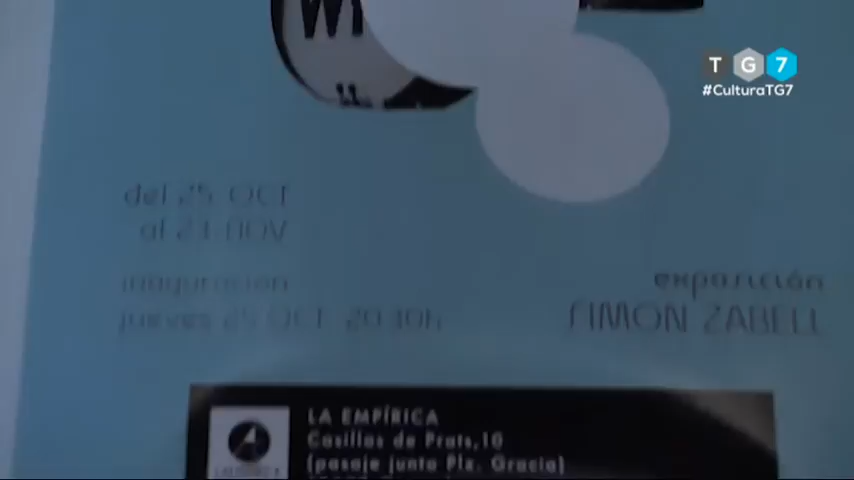 WI
TG7
#CulturaTG7
del 25 OCT
al 23 NOV
inauguración
jueves 25 OCT 20:30h
exposición
SIMON ZABELL
LA EMPÍRICA
Casillas de Prats,10
(pasaje junto Plz. Gracia)